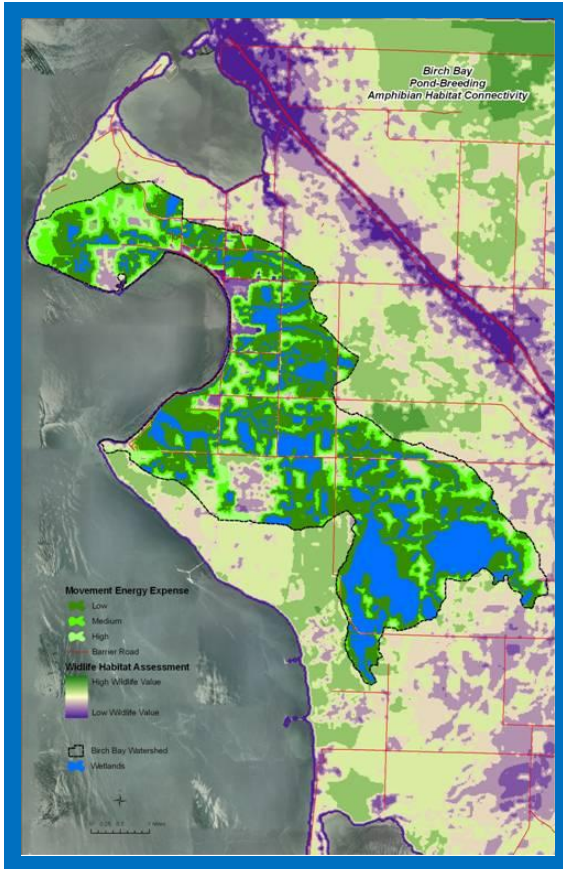 Birch Bay
Pond-Breeding
Amphibian Habitat Connectivity
Movement Energy Expense
Low
Medium
High
Barrier Road
Widlife Habitat Assessment
High Wildlife Value
Low Wildlife Value
Birch Bay Watershed
Wetlands